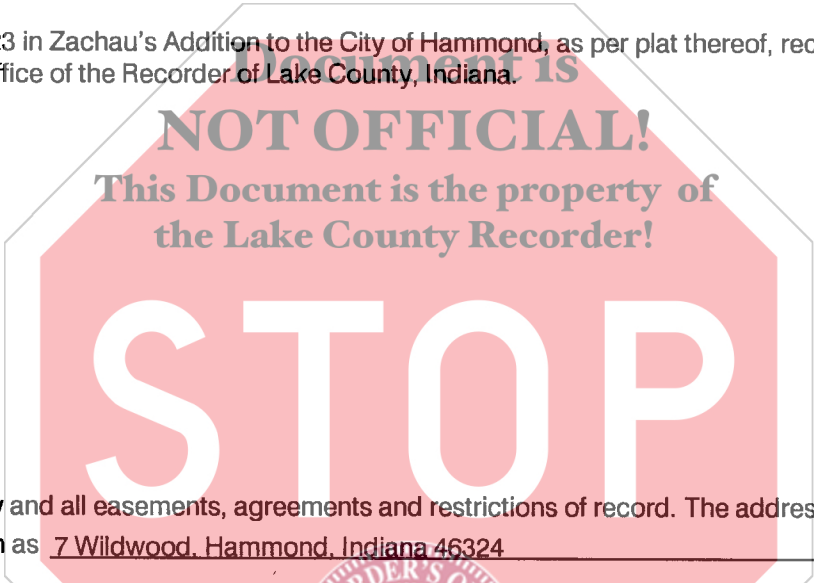 3 in Zachau's Addition to the City of Hammond, as per plat thereof, rec
ffice of the Recorder of Lake County, Indiana.
Document is
NOT OFFICIAL!
This Document is the property of
the Lake County Recorder!
STOP
and all easements, agreements and restrictions of record. The addres
as 7 Wildwood, Hammond, Indiana 46324
RDER'S O